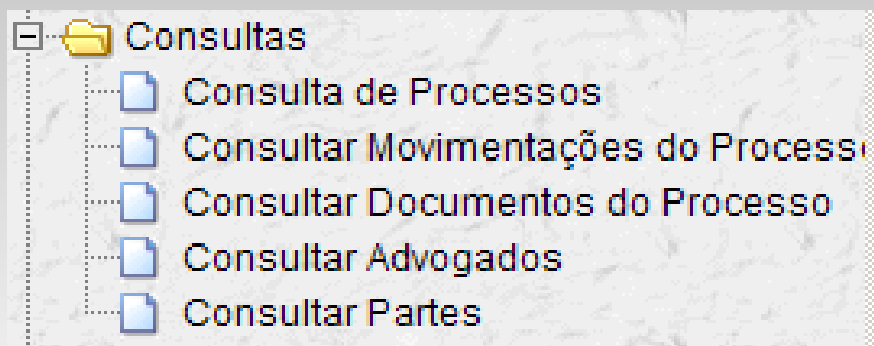 Consultas
Consulta de Processos
Consultar Movimentações do Process
Consultar Documentos do Processo
Consultar Advogados
Consultar Partes